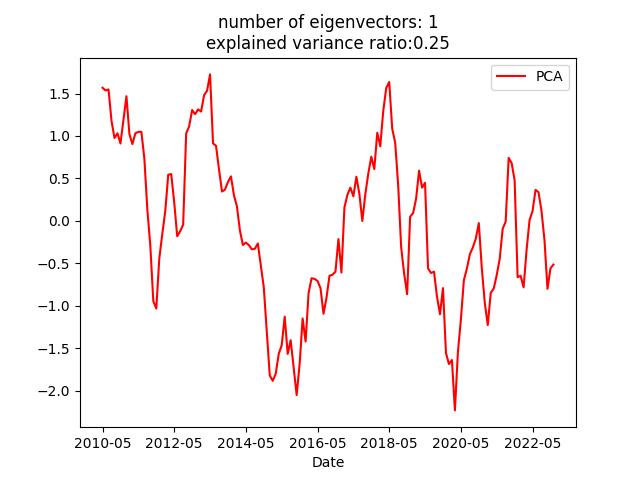 number of eigenvectors: 1
explained variance ratio:0.25
PCA
1.5
1.0
0.5
0.0
−0.5
−1.0
−1.5
−2.0
2010-05 2012-05 2014-05 2016-05 2018-05 2020-05 2022-05
Date